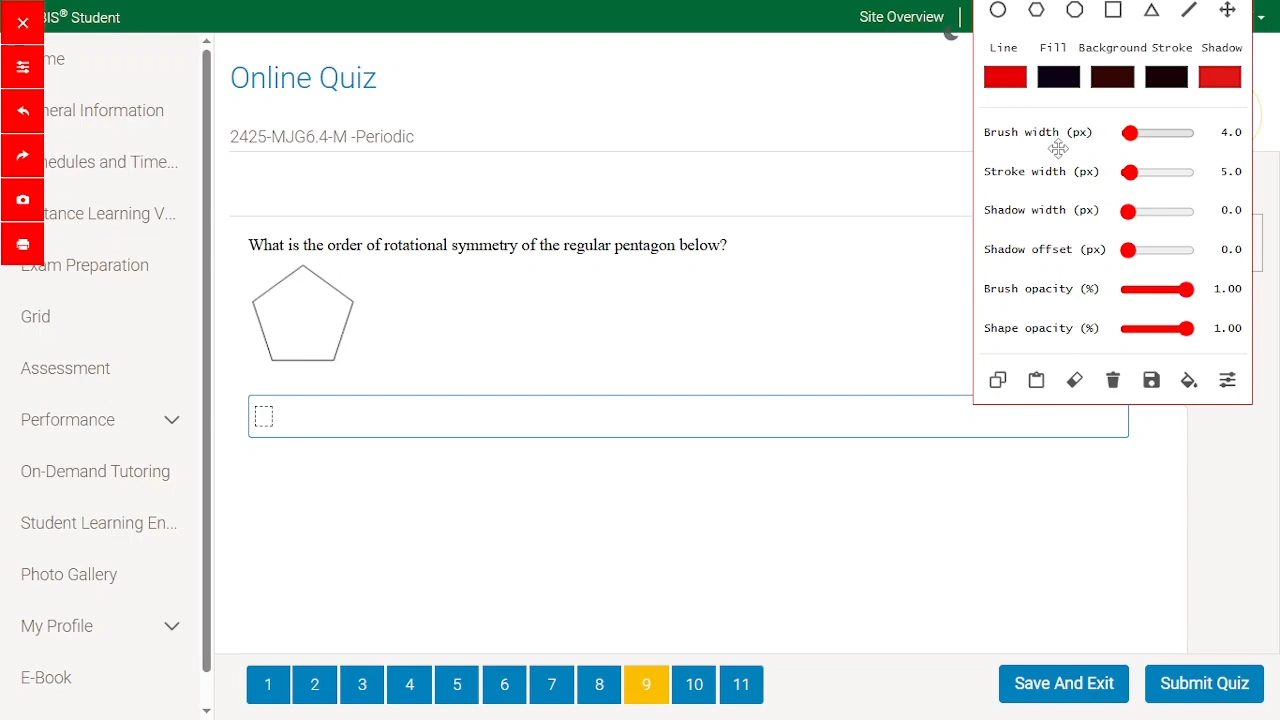 BIS® Student
Site Overview
me
neral Information
hedules and Time...
tance Learning V...
Exam Preparation
Grid
Assessment
Performance
On-Demand Tutoring
Student Learning En...
Photo Gallery
My Profile
E-Book
Online Quiz
2425-MJG6.4-M -Periodic
What is the order of rotational symmetry of the regular pentagon below?
Line Fill Background Stroke Shadow
Brush width (px) 4.0
Stroke width (px) 5.0
Shadow width (px) 0.0
Shadow offset (px) 0.0
Brush opacity (%) 1.00
Shape opacity (%) 1.00
1 2 3 4 5 6 7 8 9 10 11
Save And Exit
Submit Quiz